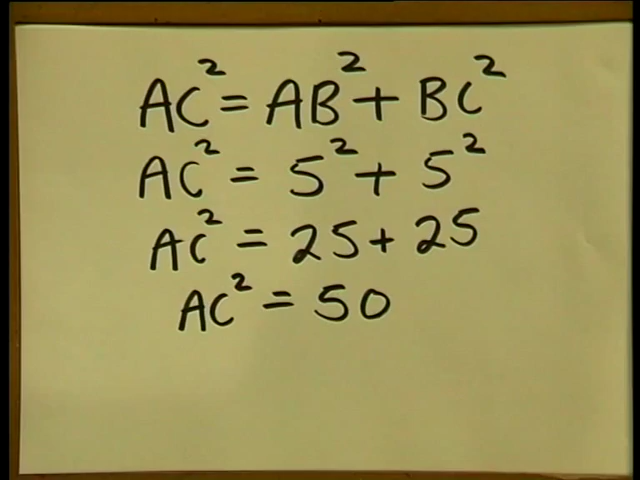 AC² = AB² + BC²
AC² = 5² + 5²
AC² = 25 + 25
AC² = 50